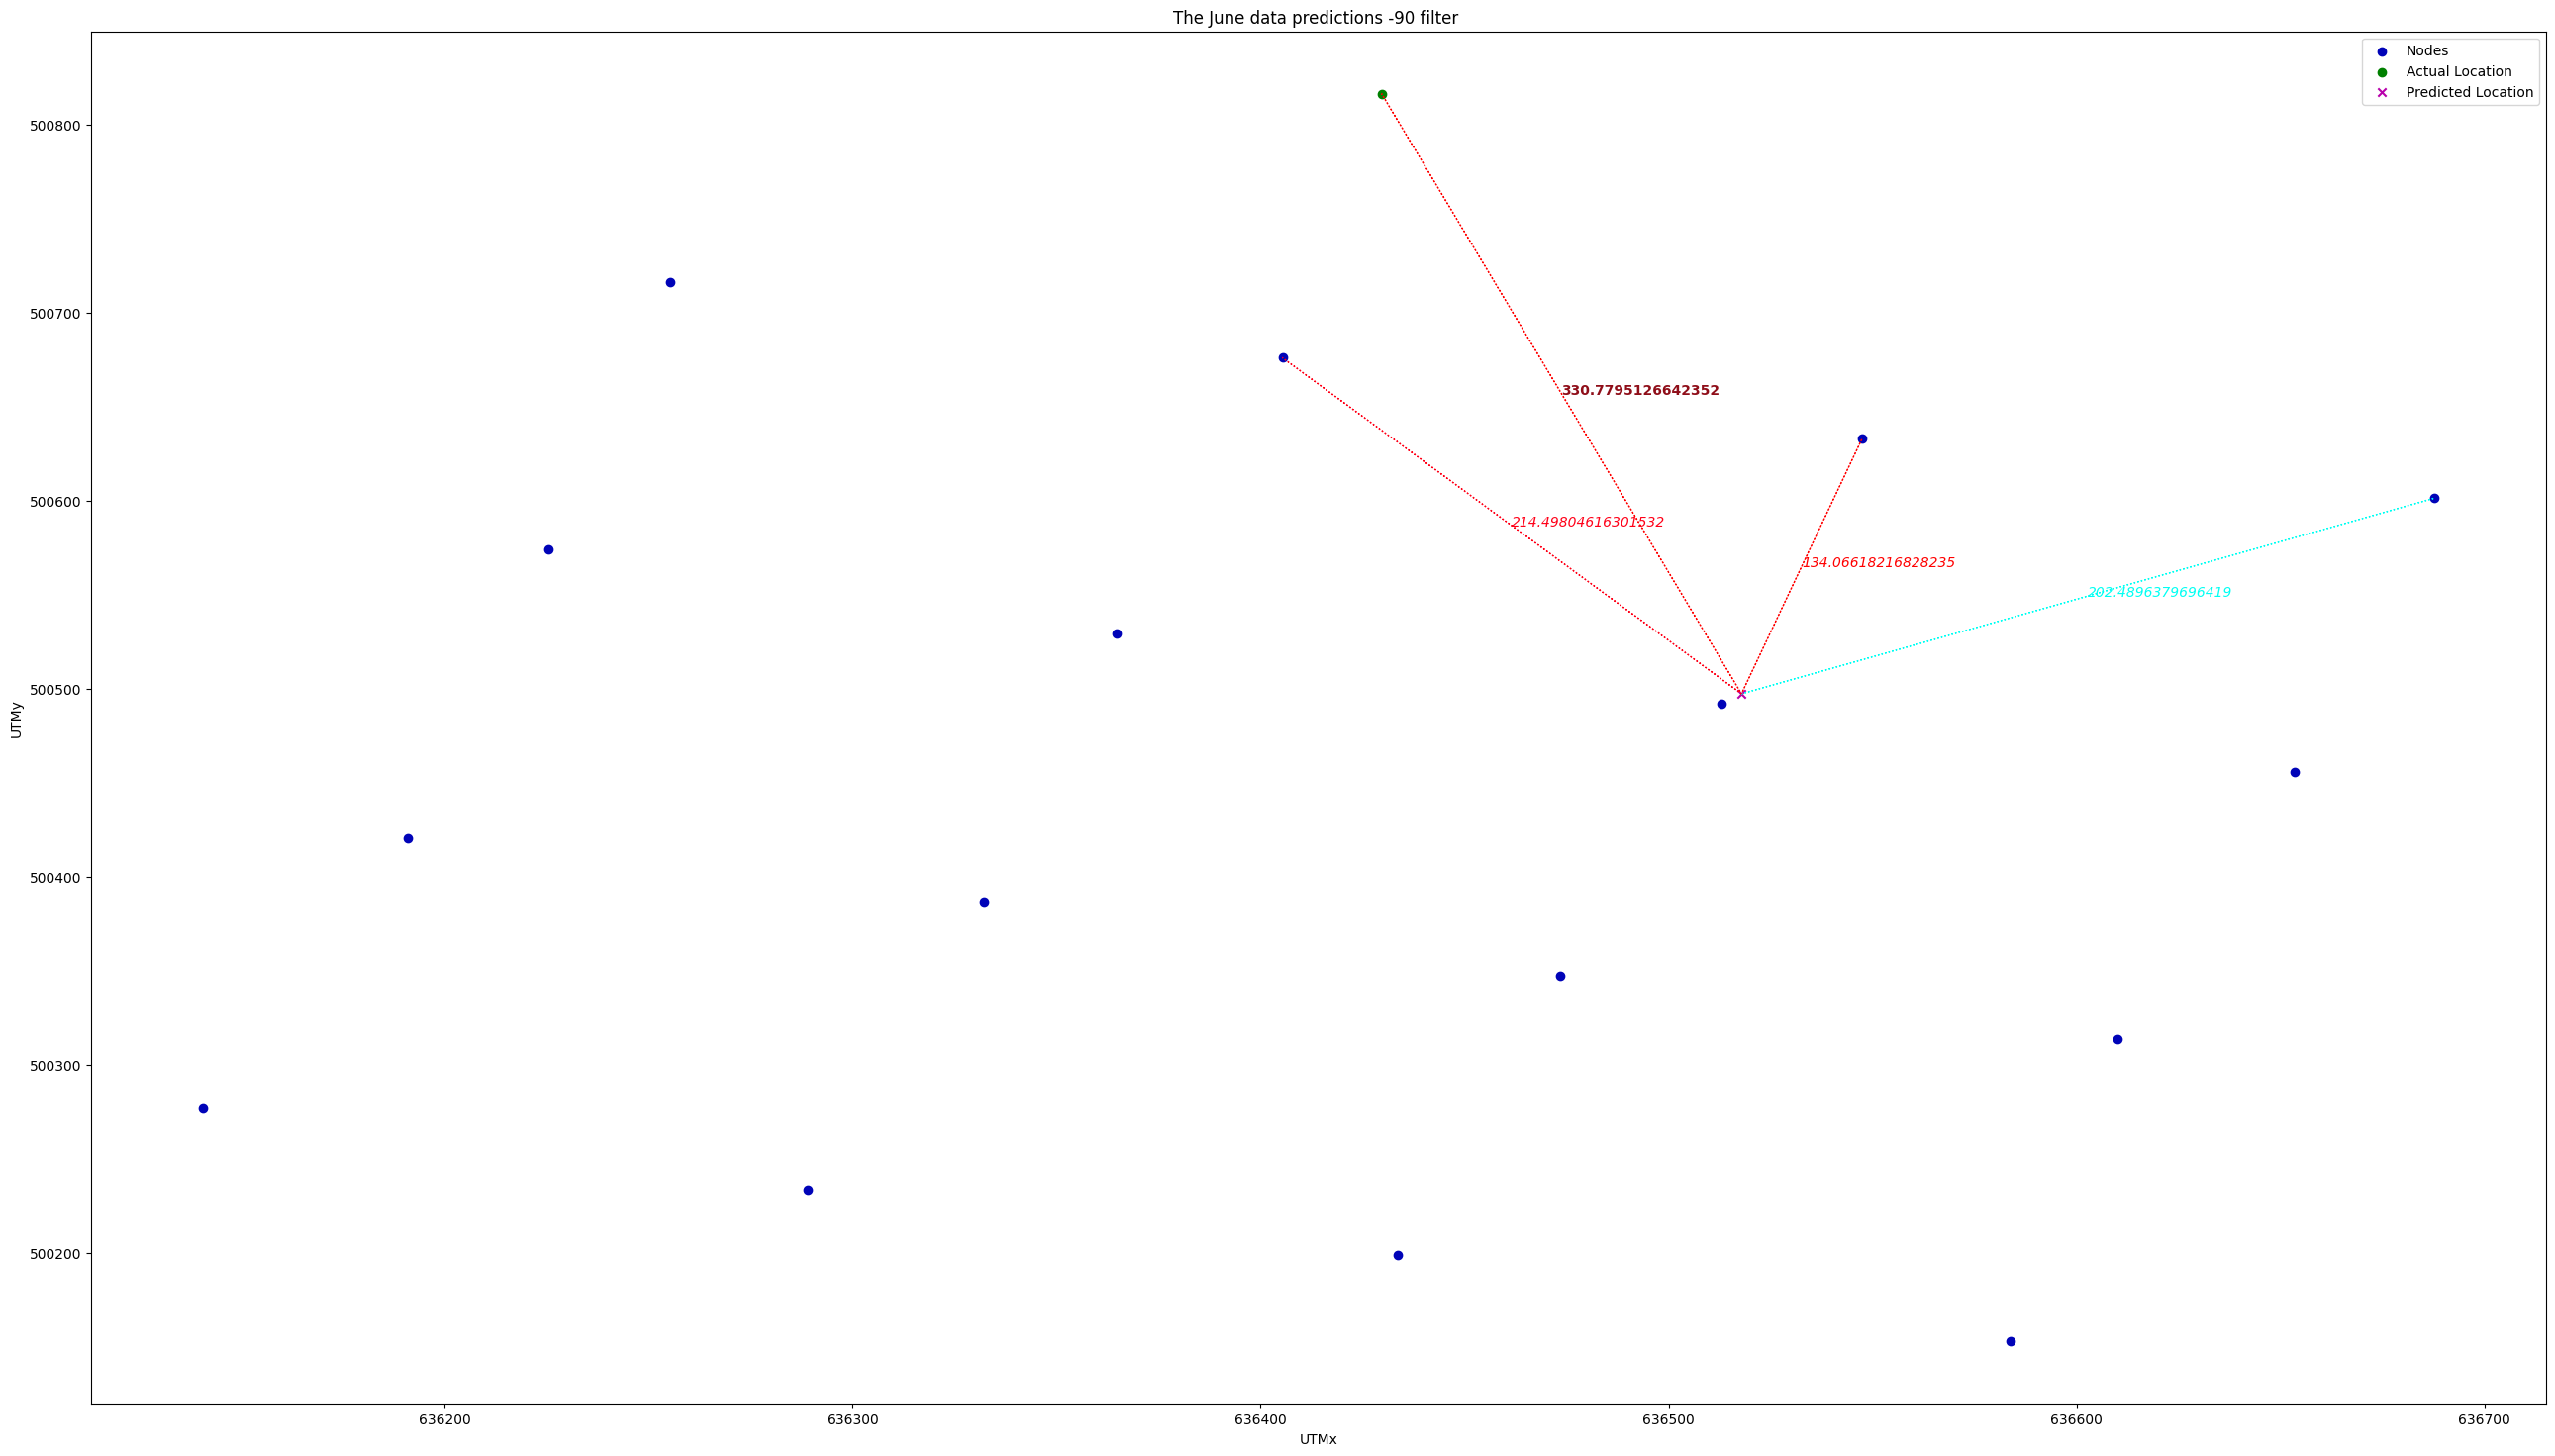 The June data predictions -90 filter
Nodes
Actual Location
Predicted Location
500800
500700
500600
500500
500400
500300
500200
UTMy
330.7795126642352
214.49804616301532
134.06618216828235
202.4896379696419
636200
636300
636400
636500
636600
636700
UTMx